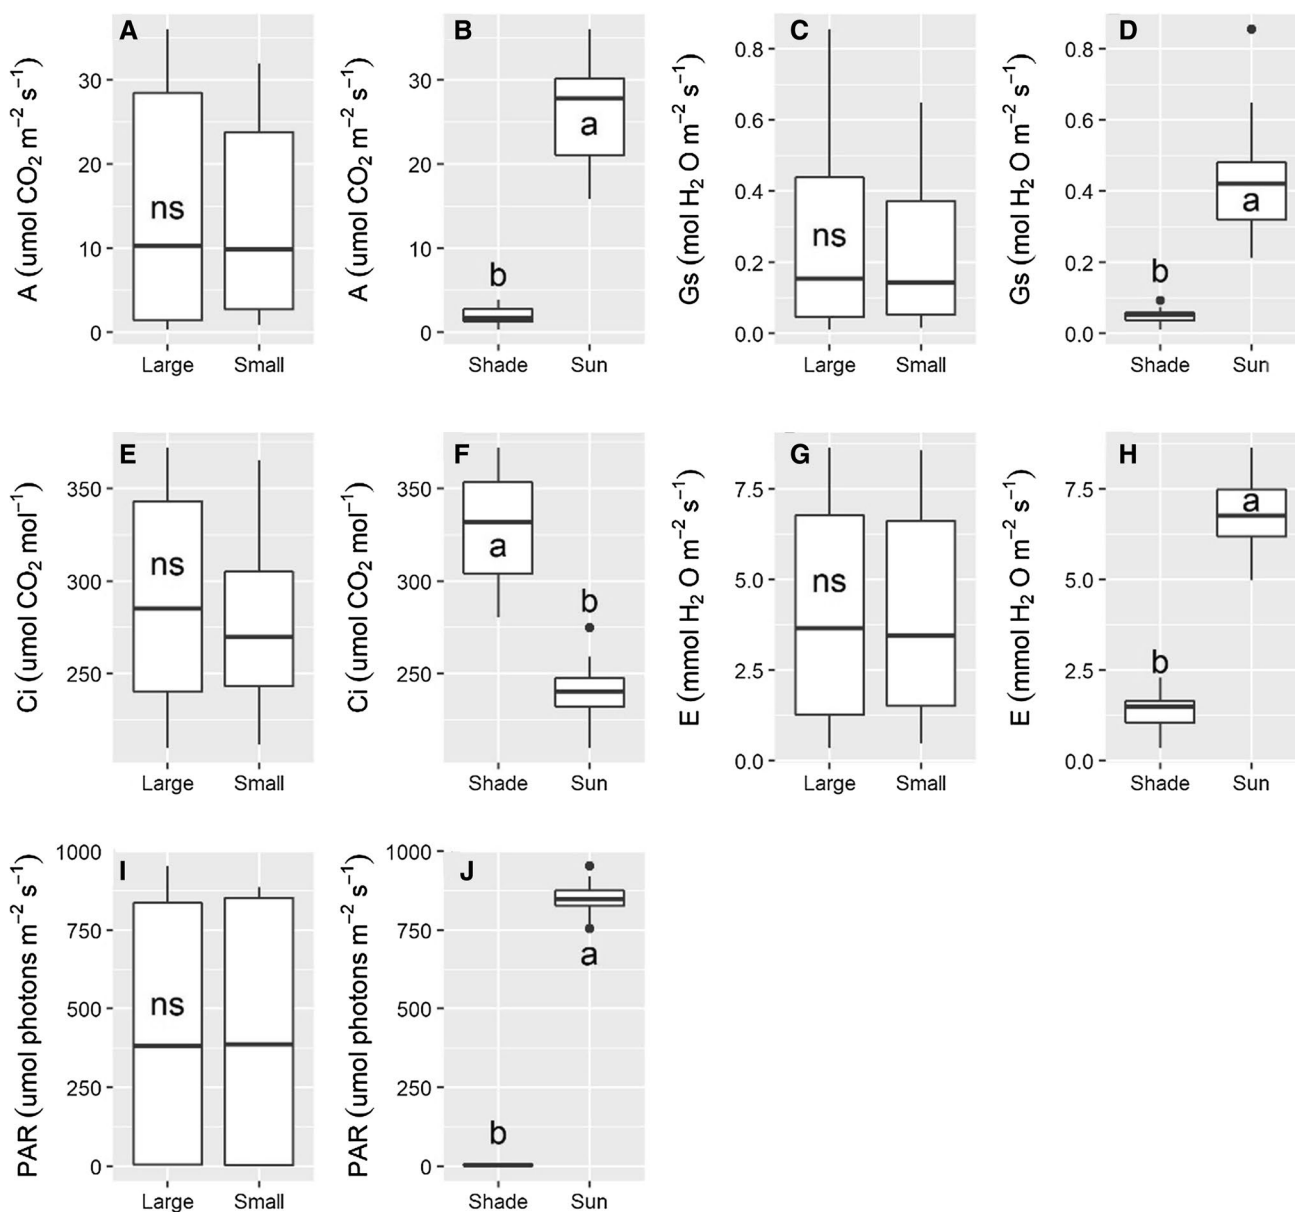 A
A (umol CO₂ m⁻² s⁻¹)
30
20
10
0
ns
Large Small
B
A (umol CO₂ m⁻² s⁻¹)
30
20
10
0
b
a
Shade Sun
C
Gs (mol H₂ O m⁻² s⁻¹)
0.8
0.6
0.4
0.2
0.0
ns
Large Small
D
Gs (mol H₂ O m⁻² s⁻¹)
0.8
0.6
0.4
0.2
0.0
b
a
Shade Sun
E
Ci (umol CO₂ mol⁻¹)
350
300
250
ns
Large Small
F
Ci (umol CO₂ mol⁻¹)
350
300
250
a
b
Shade Sun
G
E (mmol H₂ O m⁻² s⁻¹)
7.5
5.0
2.5
0.0
ns
Large Small
H
E (mmol H₂ O m⁻² s⁻¹)
7.5
5.0
2.5
0.0
b
a
Shade Sun
I
PAR (umol photons m⁻² s⁻¹)
1000
750
500
250
0
ns
Large Small
J
PAR (umol photons m⁻² s⁻¹)
1000
750
500
250
0
b
a
Shade Sun